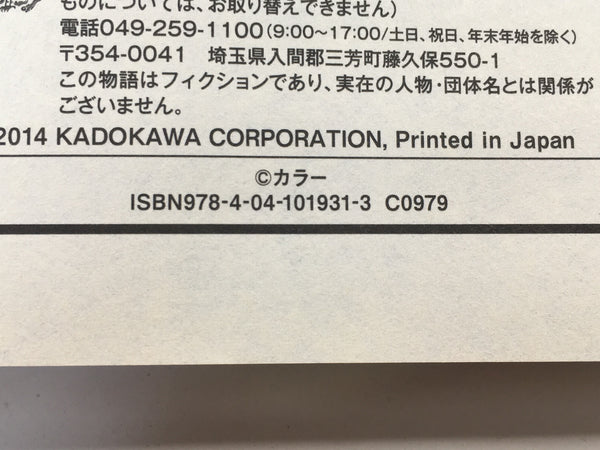 ものについては、お取り替えできません)
電話049-259-1100(9:00~17:00/土日、祝日、年末年始を除く)
〒354-0041 埼玉県入間郡三芳町藤久保550-1
この物語はフィクションであり、実在の人物・団体名とは関係が
ございません。
2014 KADOKAWA CORPORATION, Printed in Japan
©カラー
ISBN978-4-04-101931-3 C0979